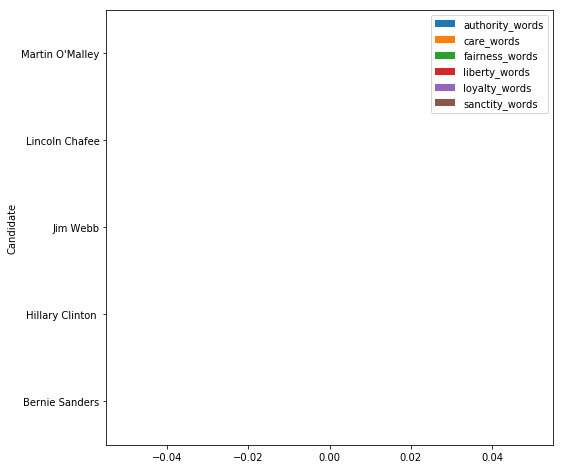 authority_words
care_words
fairness_words
liberty_words
loyalty_words
sanctity_words
Martin O'Malley
Lincoln Chafee
Jim Webb
Hillary Clinton
Bernie Sanders
Candidate
−0.04 −0.02 0.00 0.02 0.04